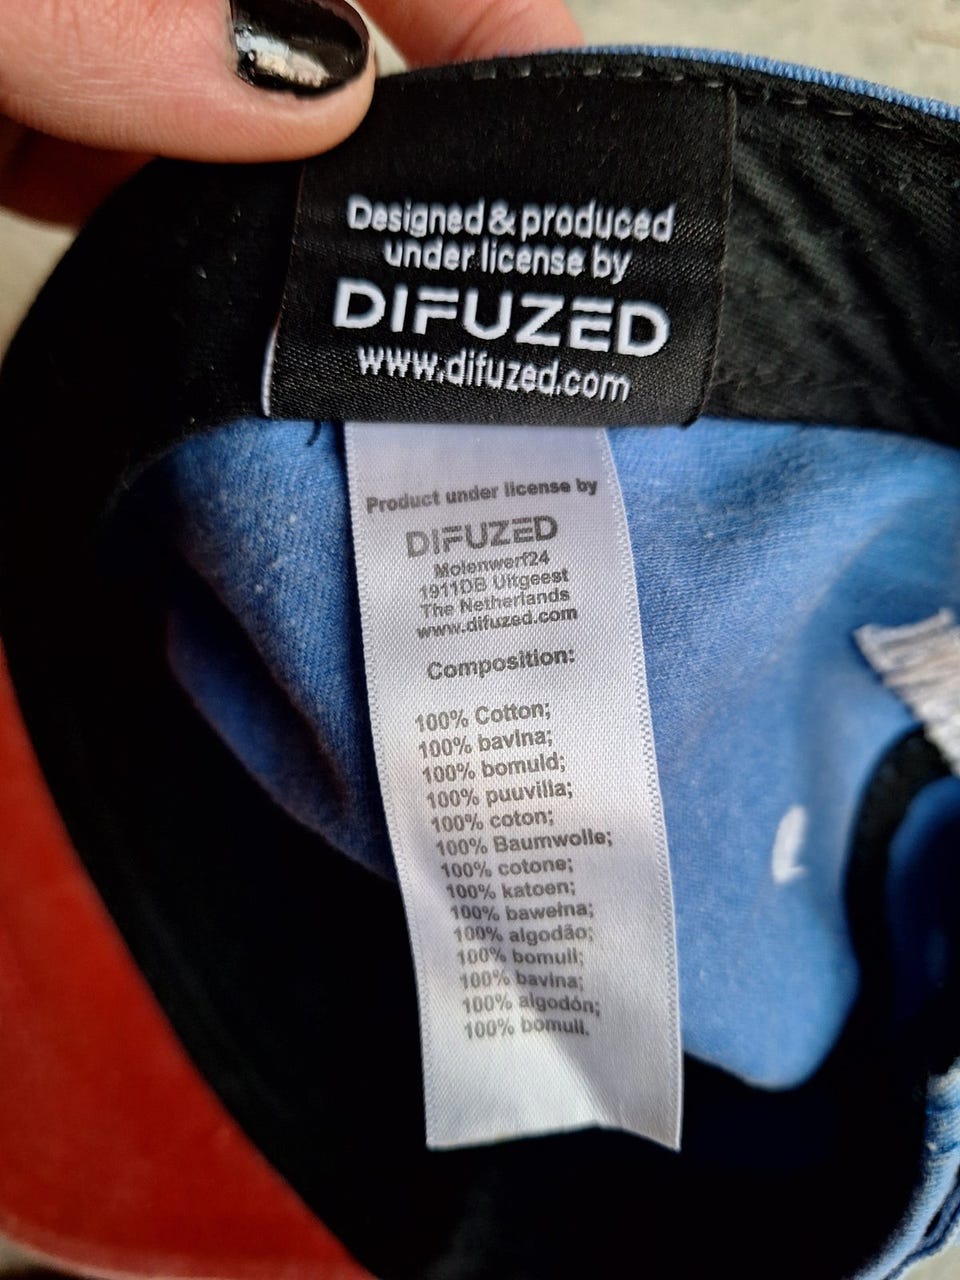 Designed & produced
under license by
DIFUZED
www.difuzed.com
Product under license by
DIFUZED
Molenwerf24
1911DB Uitgeest
The Netherlands
www.difuzed.com
Composition:
100% Cotton;
100% bavlna;
100% bomuld;
100% puuvilla;
100% coton;
100% Baumwolle;
100% cotone;
100% katoen;
100% bawełna;
100% algodão;
100% bomull;
100% bavlna;
100% algodón;
100% bomull.